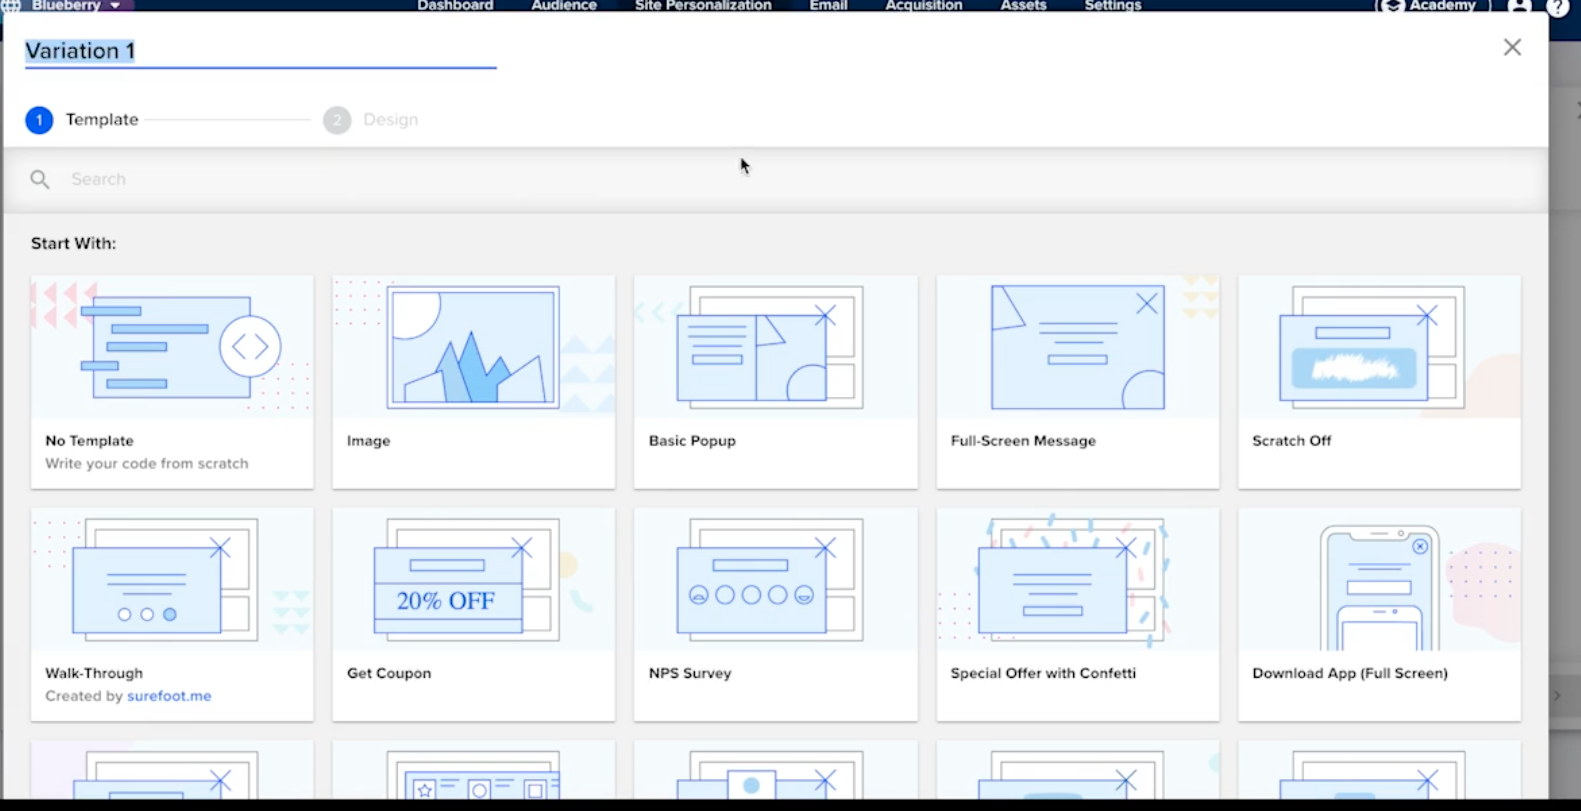 Blueberry Dashboard Audience Site Personalization Email Acquisition Assets Settings Academy ?
Variation 1
1 Template 2 Design
Search
Start With:
No Template
Write your code from scratch
Image
Basic Popup
Full-Screen Message
Scratch Off
20% OFF
Walk-Through
Created by surefoot.me
Get Coupon
NPS Survey
Special Offer with Confetti
Download App (Full Screen)